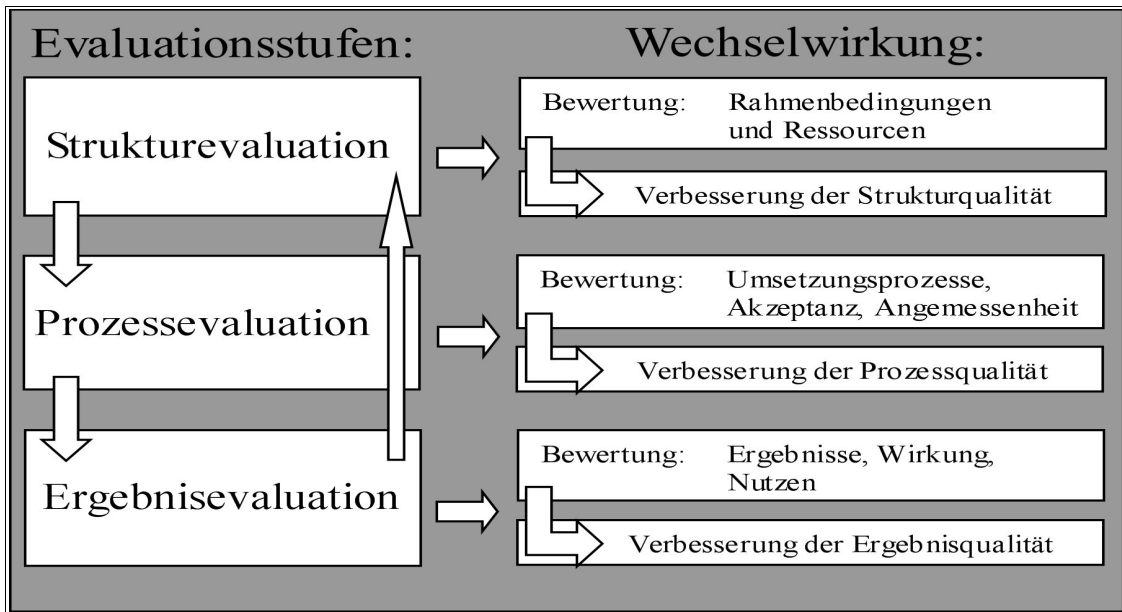 Evaluationsstufen:
Wechselwirkung:
Strukturevaluation
Bewertung: Rahmenbedingungen
und Ressourcen
Verbesserung der Strukturqualität
Prozessevaluation
Bewertung: Umsetzungsprozesse,
Akzeptanz, Angemessenheit
Verbesserung der Prozessqualität
Ergebnisevaluation
Bewertung: Ergebnisse, Wirkung,
Nutzen
Verbesserung der Ergebnisqualität